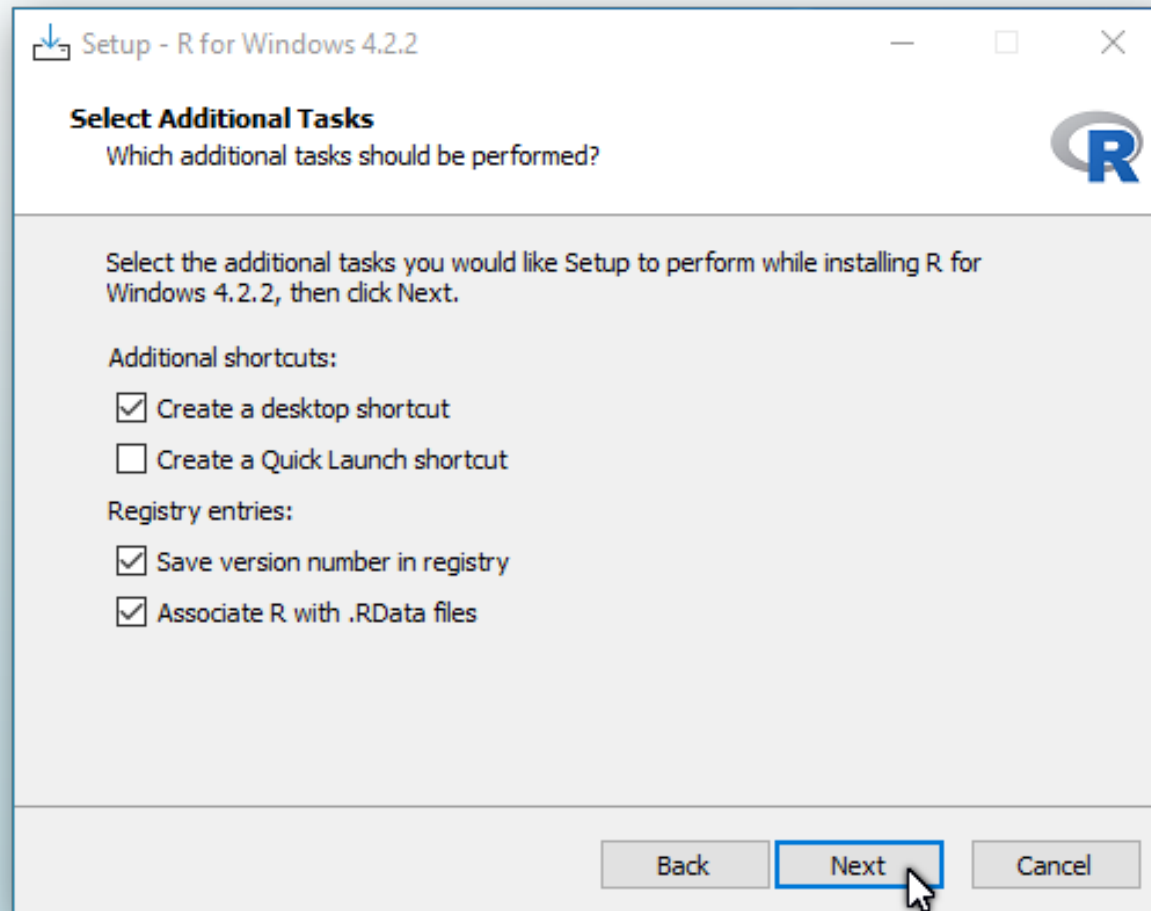 Setup - R for Windows 4.2.2
Select Additional Tasks
Which additional tasks should be performed?
R
Select the additional tasks you would like Setup to perform while installing R for
Windows 4.2.2, then click Next.
Additional shortcuts:
Create a desktop shortcut
Create a Quick Launch shortcut
Registry entries:
Save version number in registry
Associate R with .RData files
Back Next Cancel